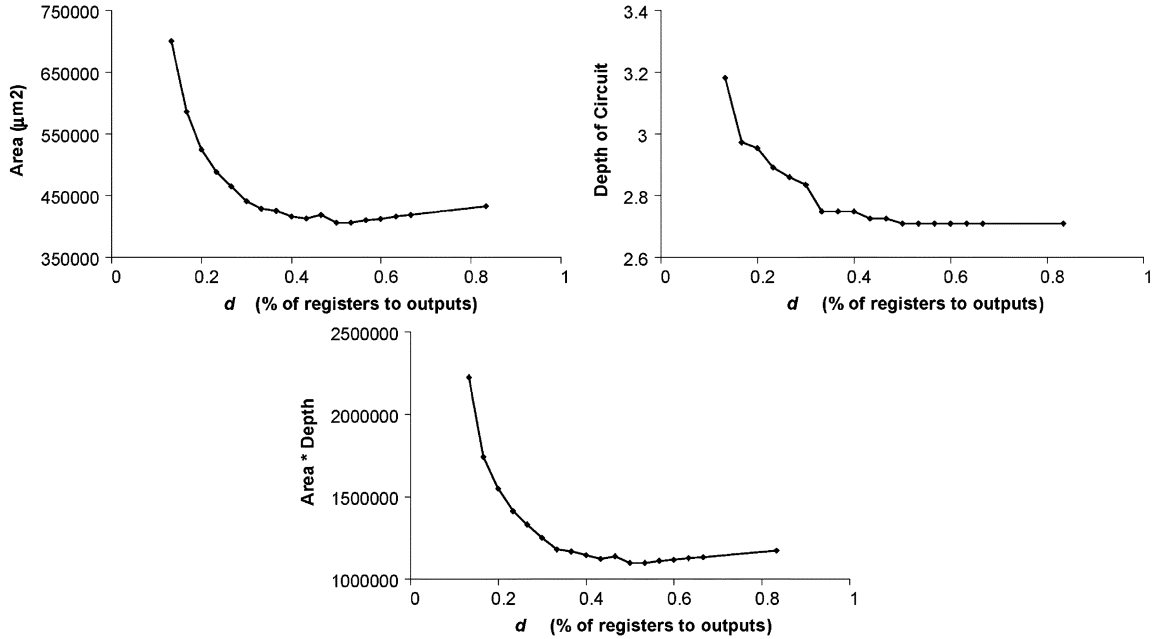 750000
650000
550000
450000
350000
Area (µm2)
0 0.2 0.4 0.6 0.8 1
d (% of registers to outputs)
3.4
3.2
3
2.8
2.6
Depth of Circuit
0 0.2 0.4 0.6 0.8 1
d (% of registers to outputs)
2500000
2000000
1500000
1000000
Area * Depth
0 0.2 0.4 0.6 0.8 1
d (% of registers to outputs)